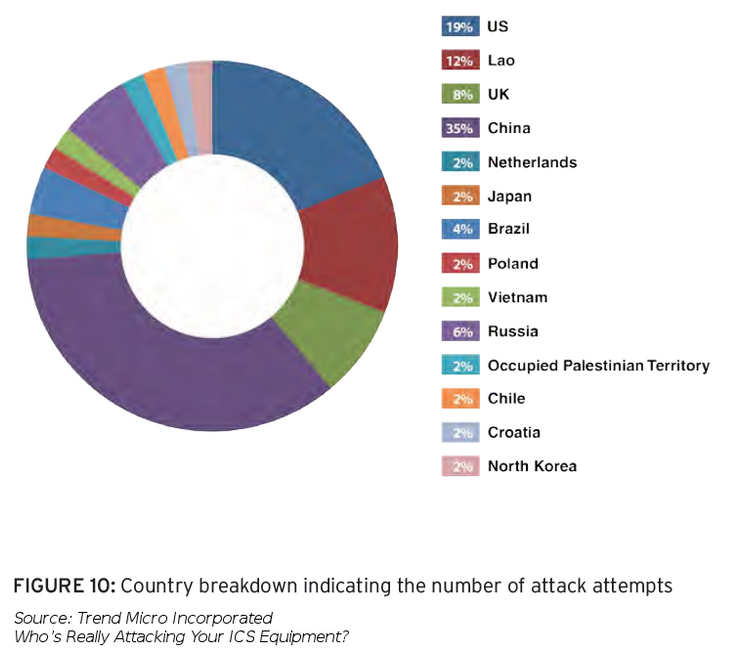 19% US
12% Lao
8% UK
35% China
2% Netherlands
2% Japan
4% Brazil
2% Poland
2% Vietnam
6% Russia
2% Occupied Palestinian Territory
2% Chile
2% Croatia
2% North Korea
FIGURE 10: Country breakdown indicating the number of attack attempts
Source: Trend Micro Incorporated
Who's Really Attacking Your ICS Equipment?